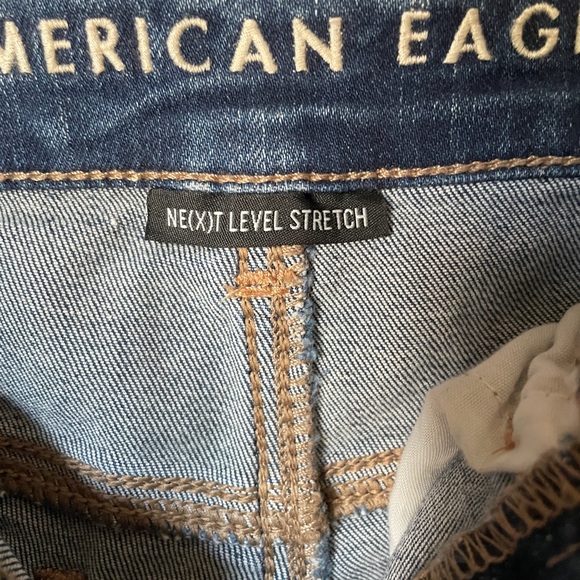 MERICAN EAG
NE(X)T LEVEL STRETCH